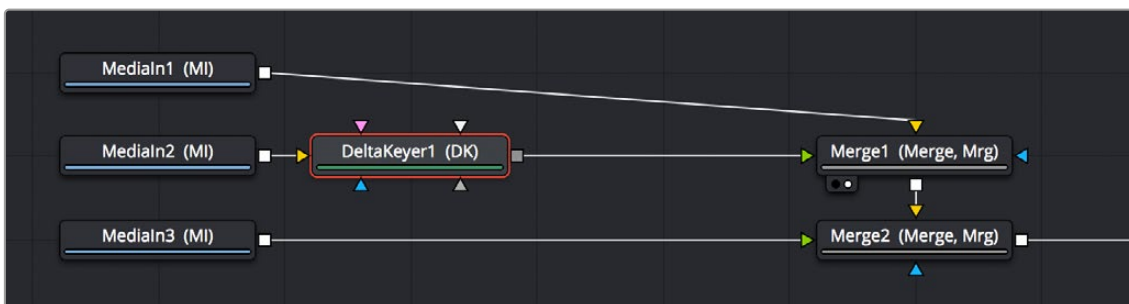 MediaIn1 (MI)
MediaIn2 (MI)
DeltaKeyer1 (DK)
Merge1 (Merge, Mrg)
MediaIn3 (MI)
Merge2 (Merge, Mrg)